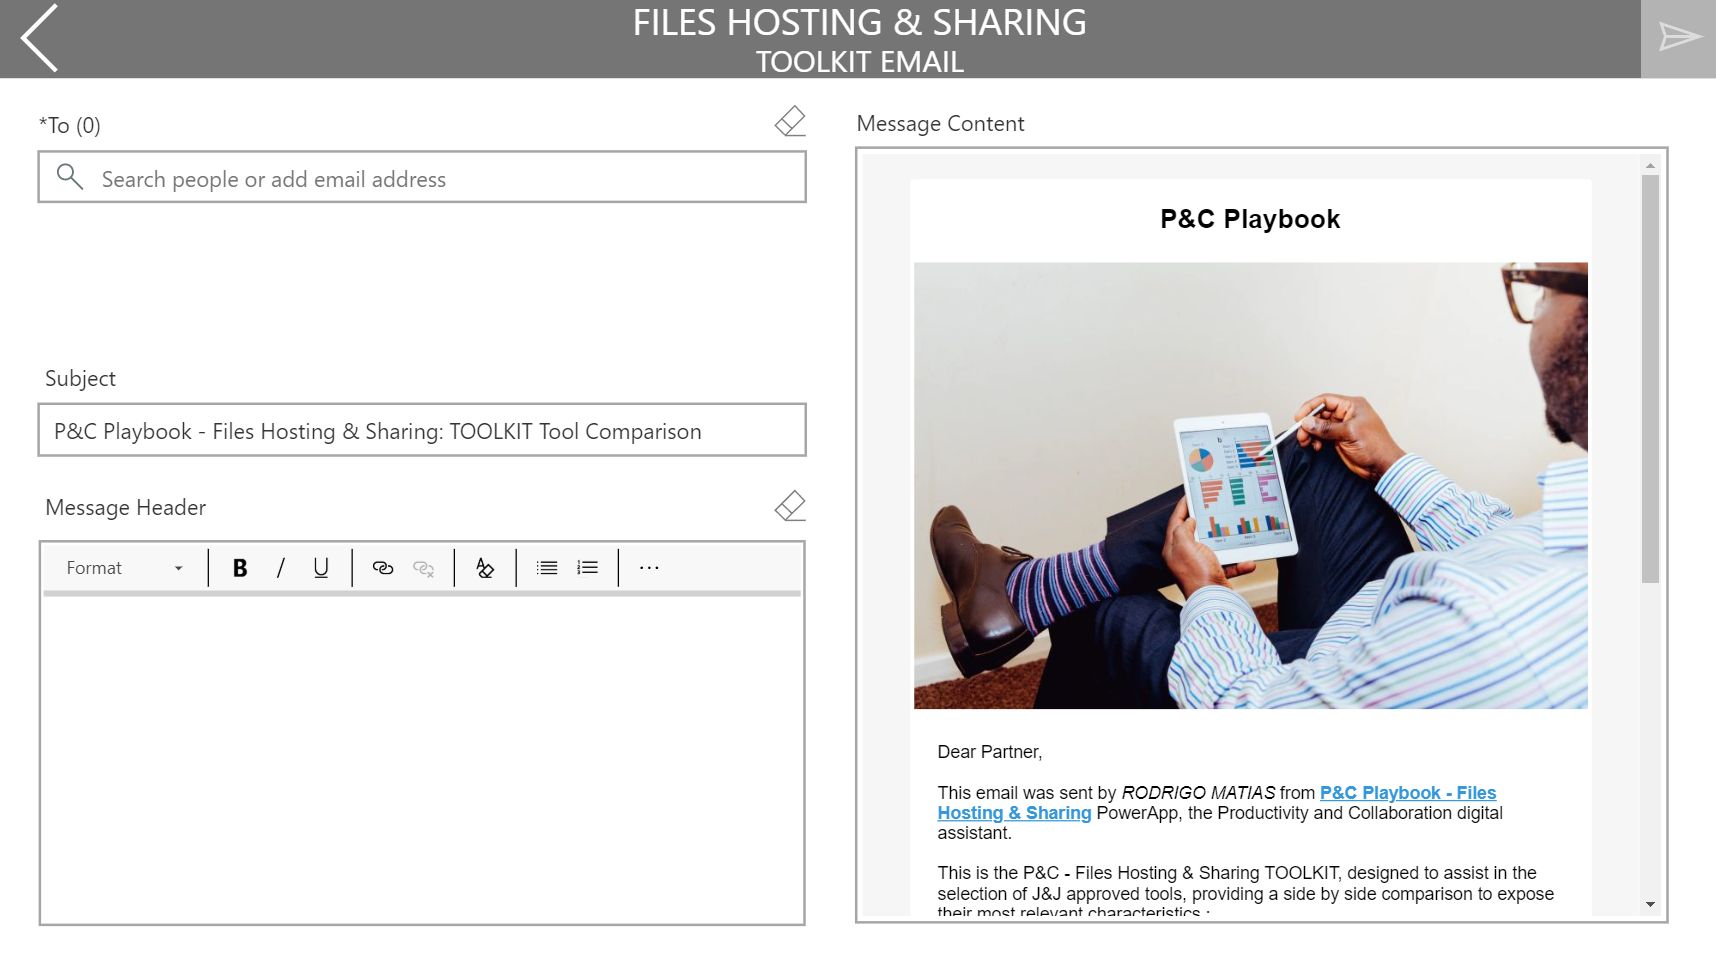 FILES HOSTING & SHARING
TOOLKIT EMAIL
*To (0)
Search people or add email address
Subject
P&C Playbook - Files Hosting & Sharing: TOOLKIT Tool Comparison
Message Header
Format
B / U
Message Content
P&C Playbook
Dear Partner,
This email was sent by RODRIGO MATIAS from P&C Playbook - Files
Hosting & Sharing PowerApp, the Productivity and Collaboration digital
assistant.
This is the P&C - Files Hosting & Sharing TOOLKIT, designed to assist in the
selection of J&J approved tools, providing a side by side comparison to expose
their most relevant characteristics :